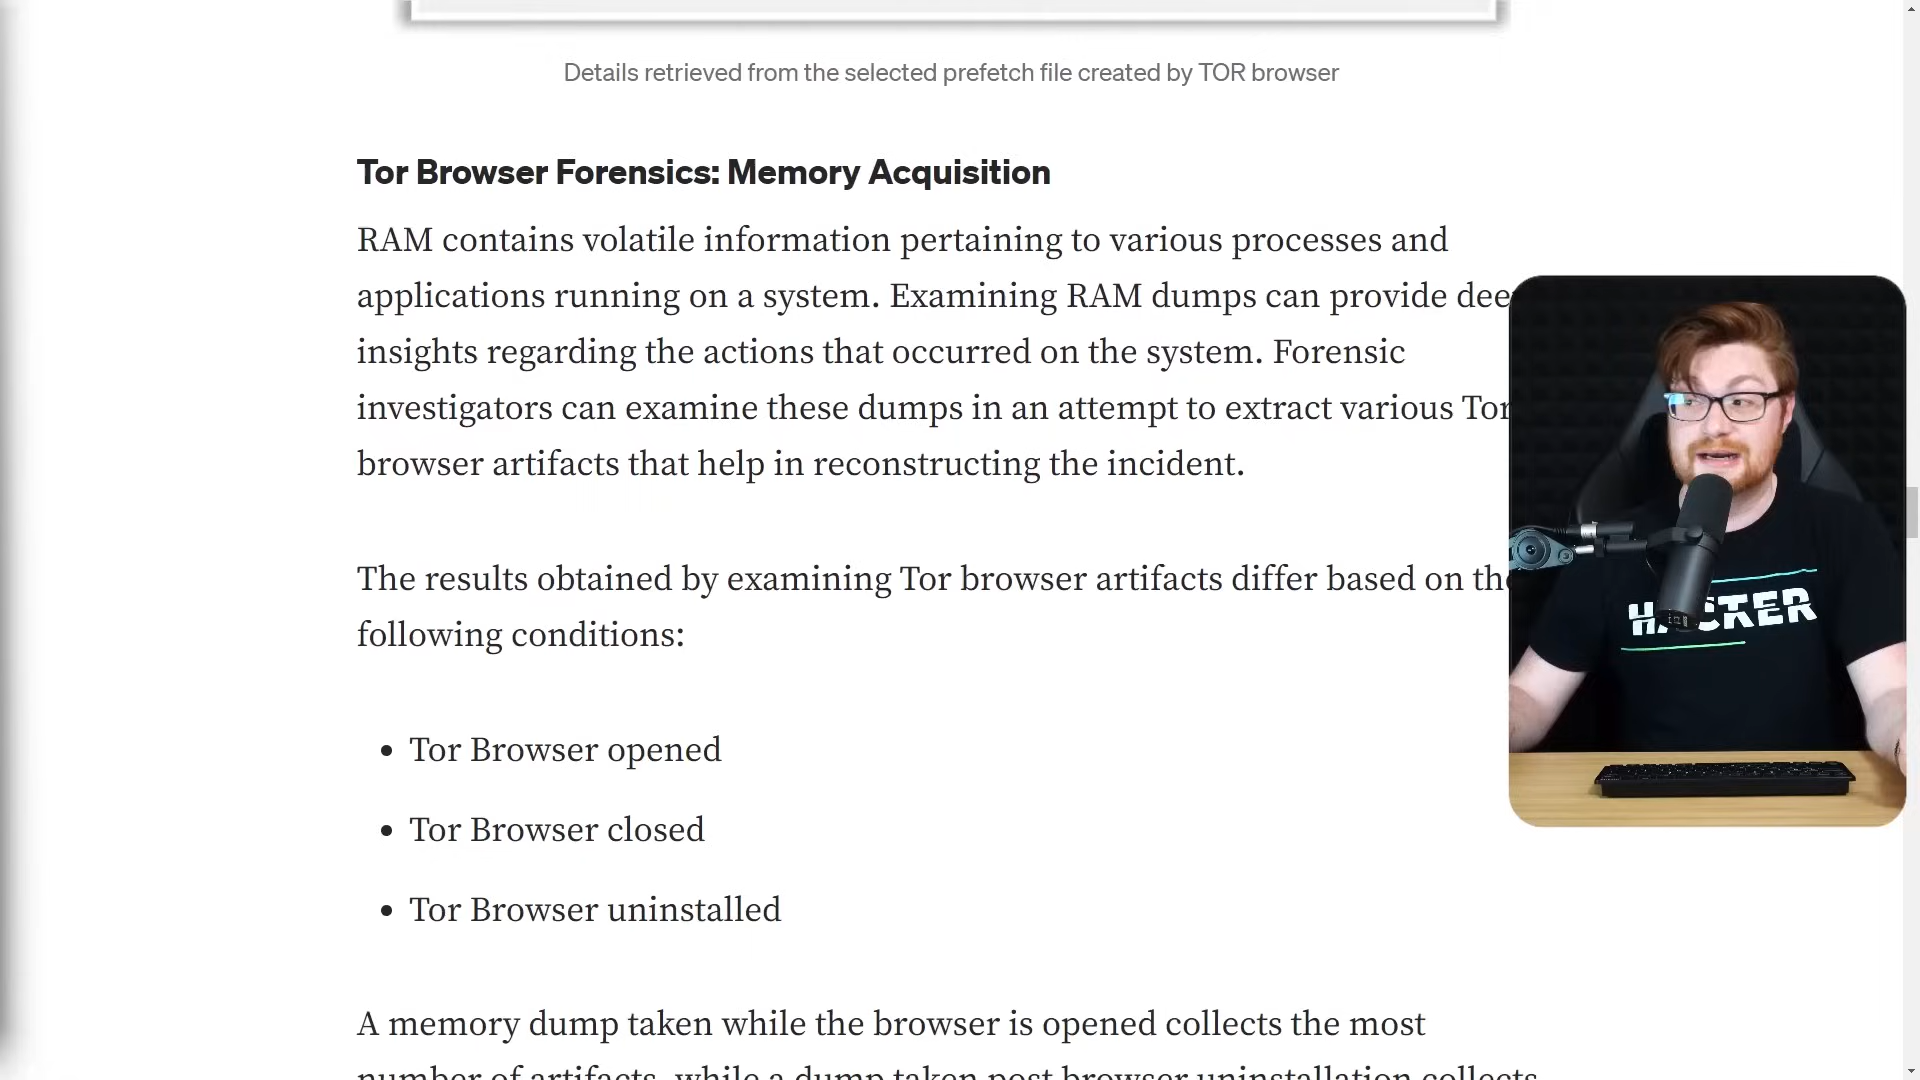 Details retrieved from the selected prefetch file created by TOR browser
Tor Browser Forensics: Memory Acquisition
RAM contains volatile information pertaining to various processes and
applications running on a system. Examining RAM dumps can provide
insights regarding the actions that occurred on the system. Forensic
investigators can examine these dumps in an attempt to extract various Tor
browser artifacts that help in reconstructing the incident.
The results obtained by examining Tor browser artifacts differ based on the
following conditions:
• Tor Browser opened
• Tor Browser closed
• Tor Browser uninstalled
A memory dump taken while the browser is opened collects the most
number of artifacts, while a dump taken post browser uninstallation collects
HACKER